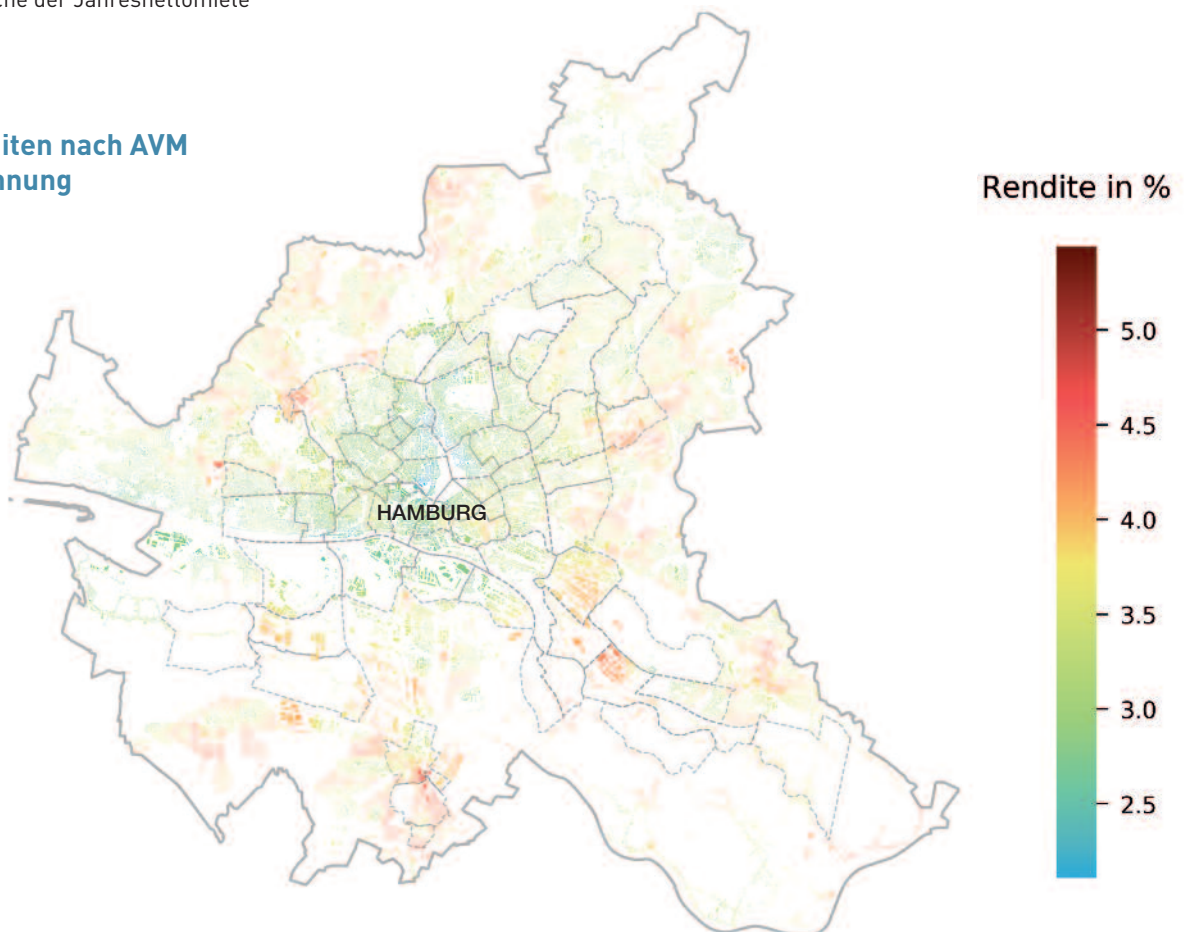 che der Jahresnettomiete
iten nach AVM
hnung
Rendite in %
5.0
4.5
4.0
3.5
3.0
2.5
HAMBURG